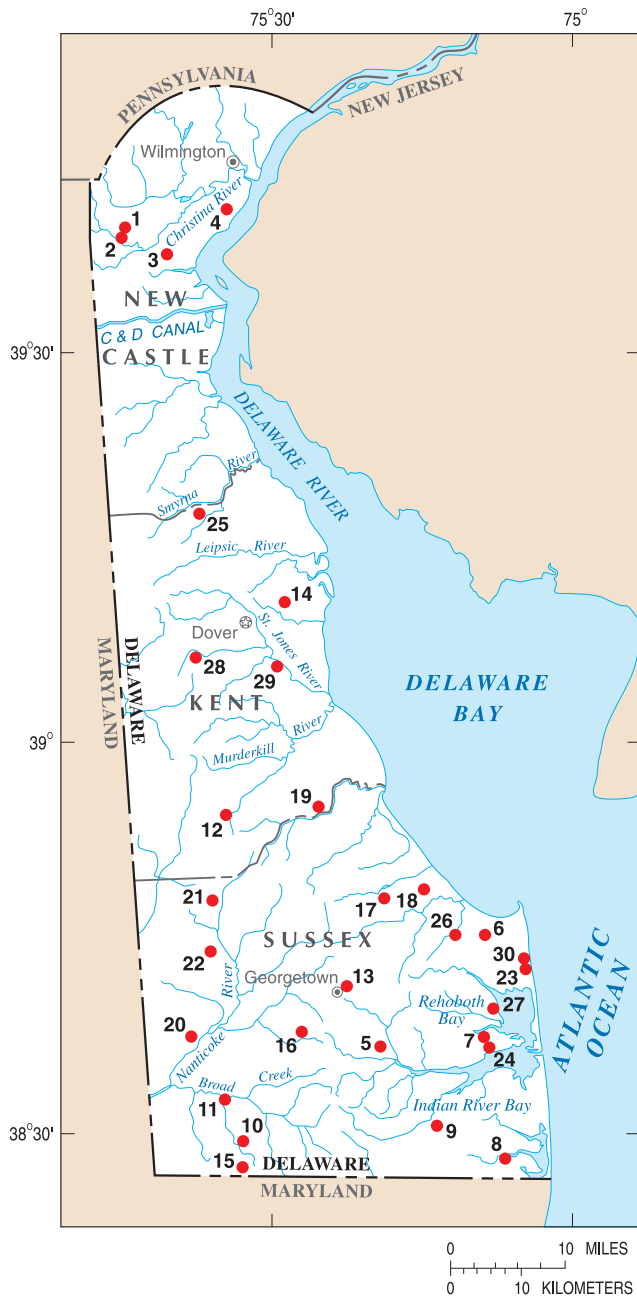 75°30'
75°
PENNSYLVANIA
NEW JERSEY
Wilmington
Christina River
1
2
3
4
NEW
C & D CANAL
CASTLE
39°30'
DELAWARE RIVER
Smyrna River
25
Leipsic River
14
Dover
St. Jones River
28
29
MARYLAND
DELAWARE
KENT
DELAWARE
BAY
39°
Murderkill River
19
12
21
17
18
26
6
SUSSEX
22
30
23
Georgetown
13
Nanticoke River
Rehoboth
Bay
27
ATLANTIC
OCEAN
20
16
5
7
24
Broad Creek
11
Indian River Bay
38°30'
10
9
8
15
DELAWARE
MARYLAND
0 10 MILES
0 10 KILOMETERS